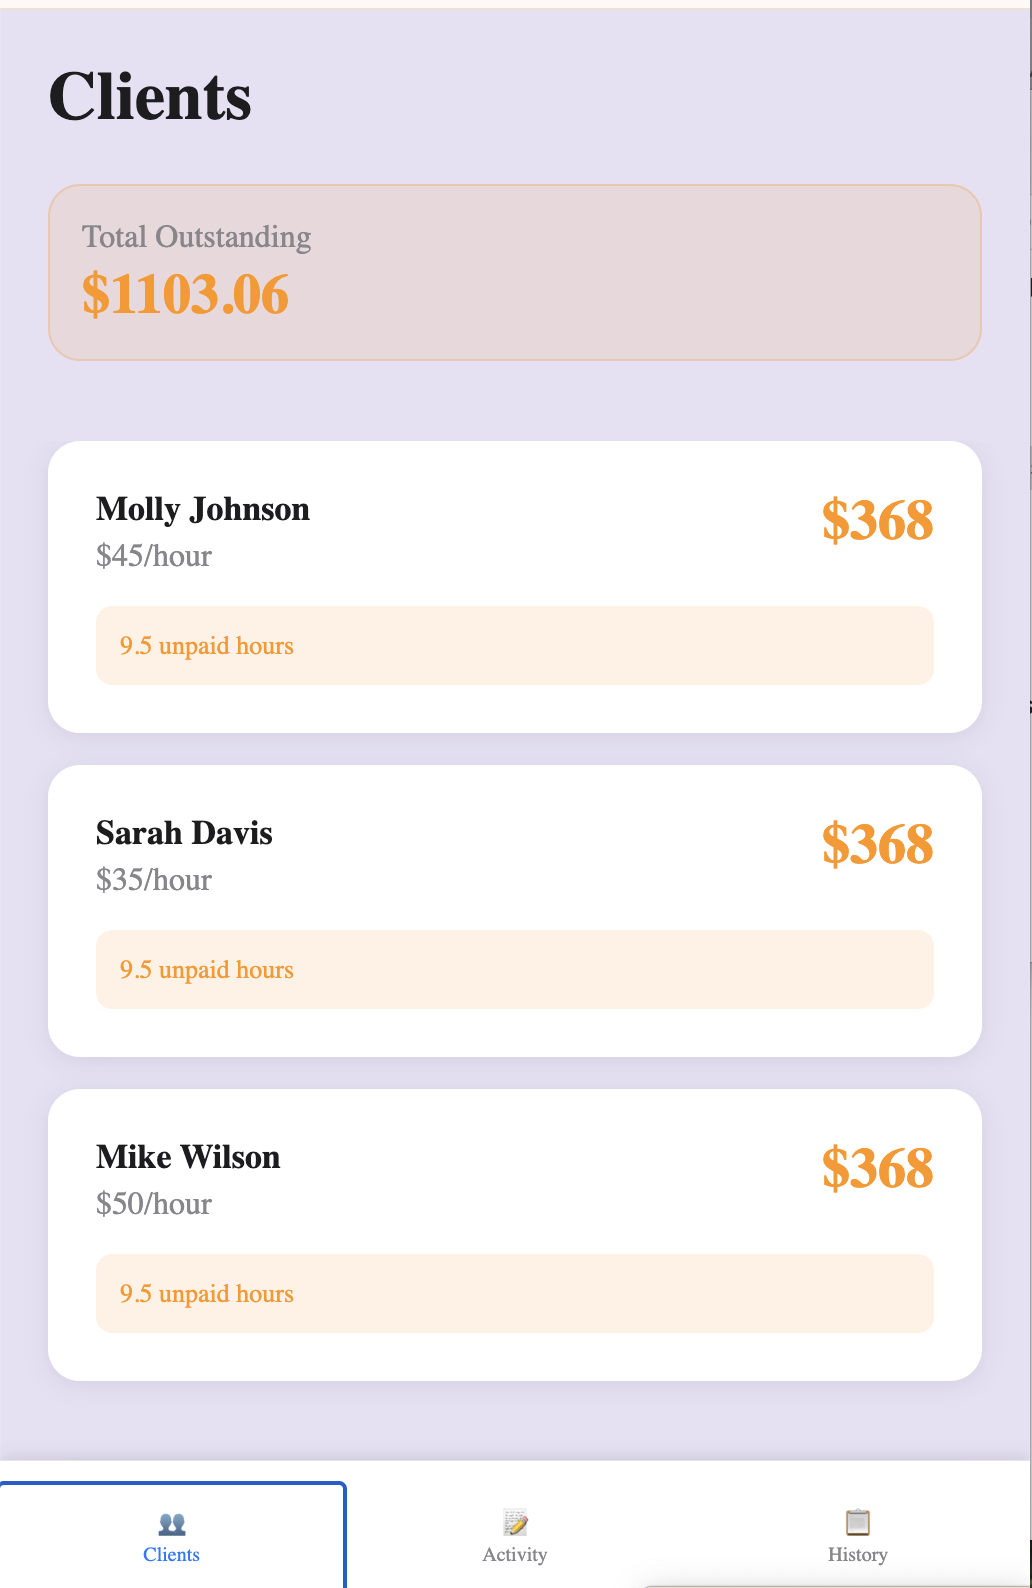 Clients
Total Outstanding
$1103.06
Molly Johnson
$368
$45/hour
9.5 unpaid hours
Sarah Davis
$368
$35/hour
9.5 unpaid hours
Mike Wilson
$368
$50/hour
9.5 unpaid hours
Clients
Activity
History